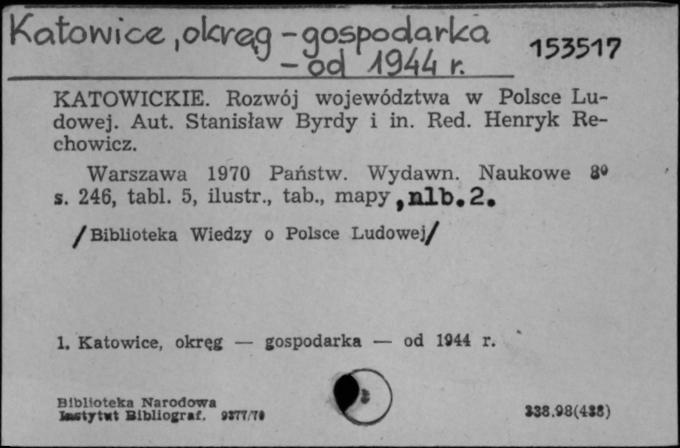 Katowice, okręg - gospodarka
- od 1944 r.
153517
KATOWICKIE. Rozwój województwa w Polsce Lu-
dowej. Aut. Stanisław Byrdy i in. Red. Henryk Re-
chowicz.
Warszawa 1970 Państw. Wydawn. Naukowe 8⁰
s. 246, tabl. 5, ilustr., tab., mapy, nlb. 2.
/Biblioteka Wiedzy o Polsce Ludowej/
1. Katowice, okręg — gospodarka — od 1944 r.
Biblioteka Narodowa
Instytut Bibliograf. 9377/70
338.98(438)